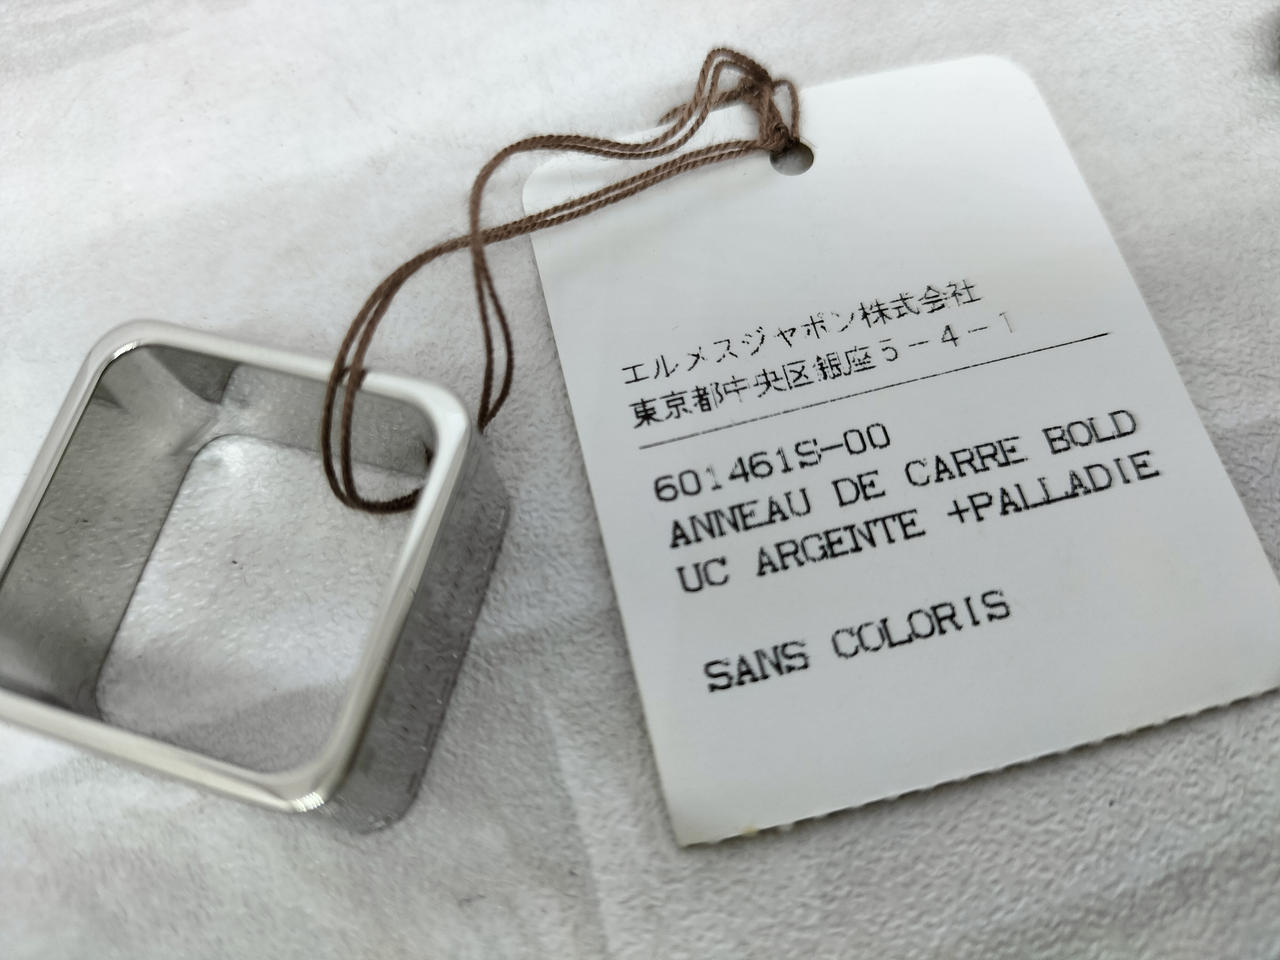 エルメスジャポン株式会社
東京都中央区銀座5-4-1
601461S-00
ANNEAU DE CARRE BOLD
UC ARGENTE +PALLADIE
SANS COLORIS